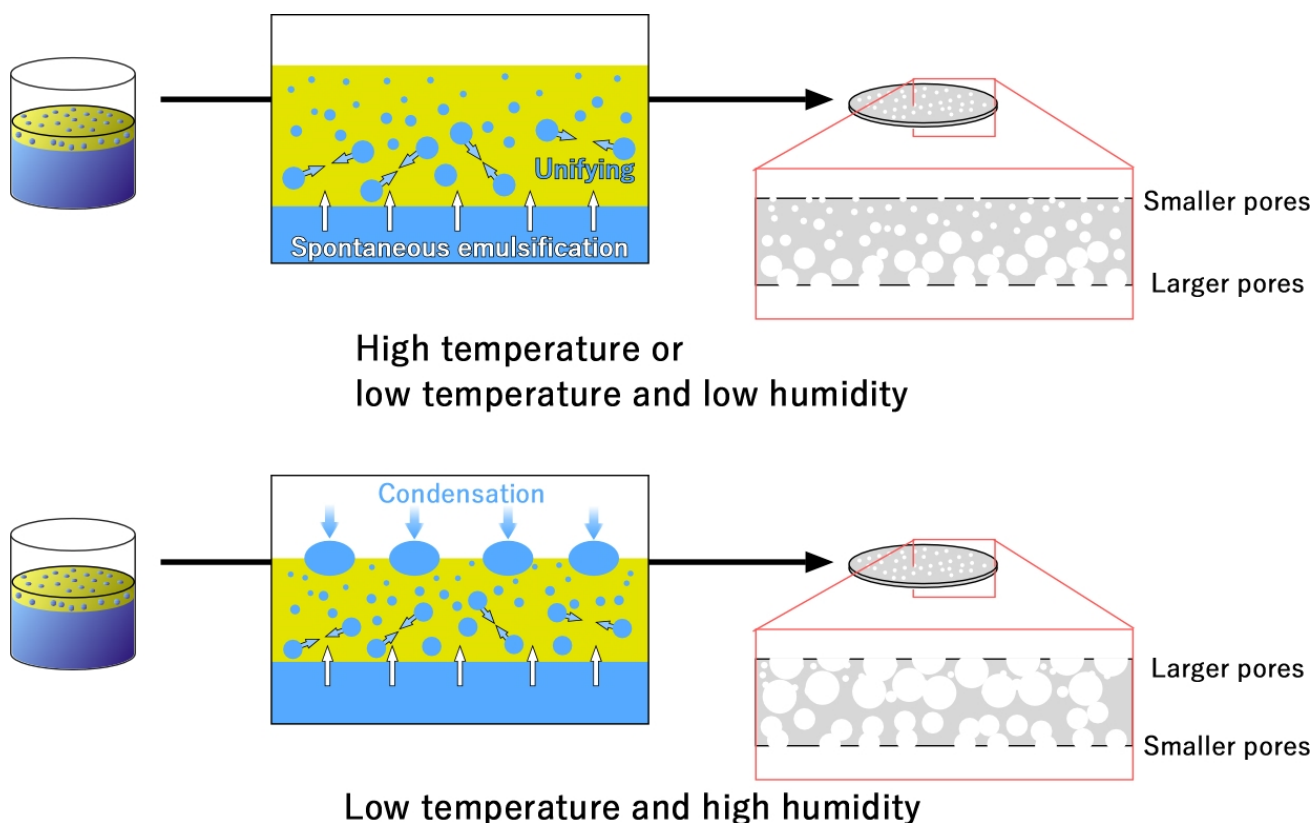 Unifying
Spontaneous emulsification
Smaller pores
Larger pores
High temperature or
low temperature and low humidity
Condensation
Larger pores
Smaller pores
Low temperature and high humidity